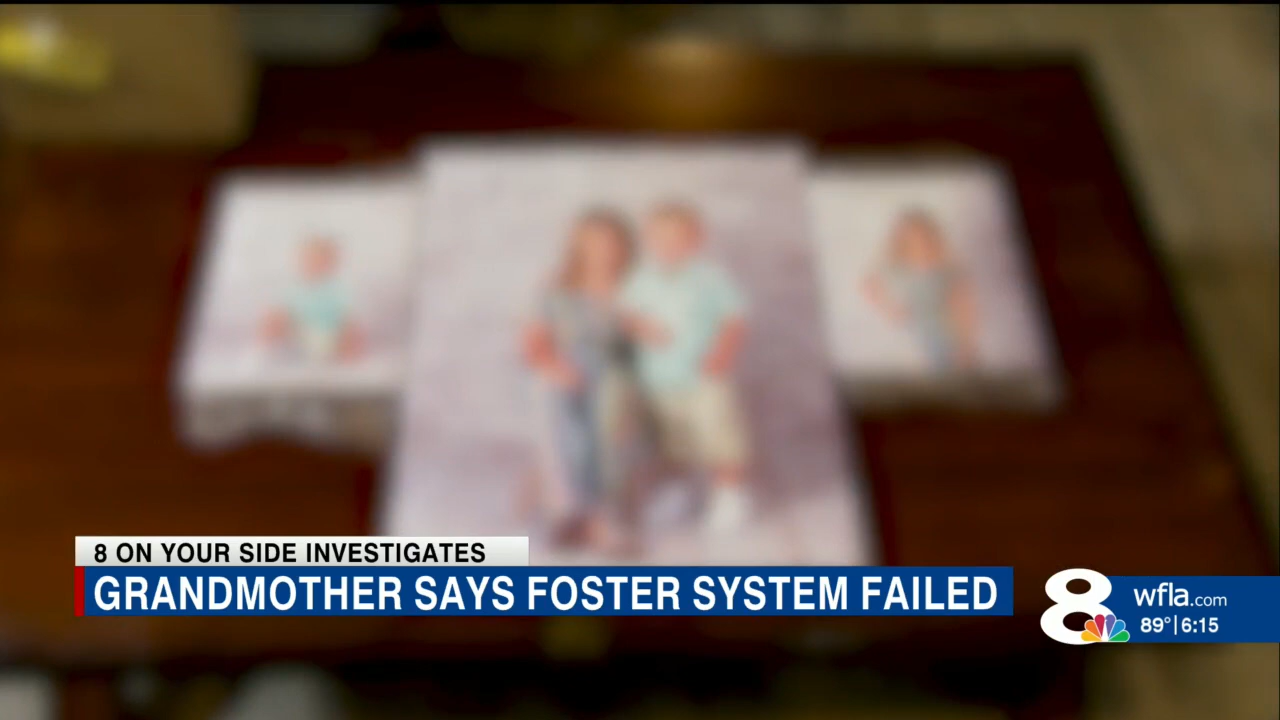 8 ON YOUR SIDE INVESTIGATES
GRANDMOTHER SAYS FOSTER SYSTEM FAILED
8 wfla.com
89° | 6:15